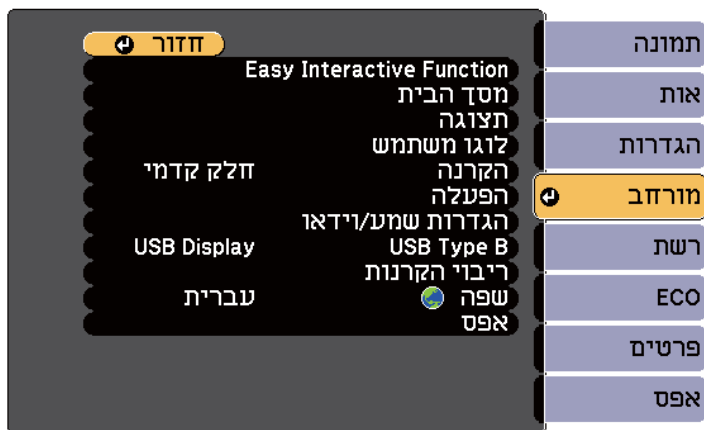 תמונה
אות
הגדרות
מורחב
רשת
ECO
פרטים
אפס
חזור
Easy Interactive Function
מסך הבית
תצוגה
לוגו משתמש
הקרנה חלק קדמי
הפעלה
הגדרות שמע/וידאו
USB Type B USB Display
ריבוי הקרנות
שפה עברית
אפס